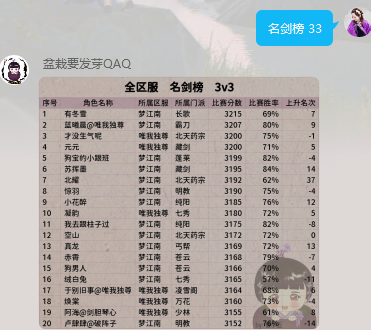 名剑榜 33
盆栽要发芽QAQ
全区服 名剑榜 3v3
序号 角色名称 所属区服 所属门派 比赛分数 比赛胜率 上升名次
1 有冬雪 梦江南 长歌 3215 69% 7
2 蓝曦晨@唯我独尊 梦江南 霸刀 3207 80% 9
3 才没生气呢 梦江南 北天药宗 3200 75% -1
4 元元 唯我独尊 藏剑 3200 71% 5
5 狗宝的小跟班 梦江南 蓬莱 3199 82% -4
6 苏挥墨 梦江南 藏剑 3195 84% 14
7 北耀 梦江南 北天药宗 3192 62% 37
8 惊羽 梦江南 明教 3190 75% -4
9 小花醉 梦江南 纯阳 3185 76% 12
10 凝韵 唯我独尊 七秀 3180 72% 5
11 我去跟柱子过 梦江南 纯阳 3175 82% -8
12 空山 梦江南 北天药宗 3172 72% 0
13 真龙 梦江南 丐帮 3169 72% 13
14 赤青 梦江南 苍云 3168 79% -7
15 狗男人 梦江南 苍云 3166 70% 4
16 绒白兔 唯我独尊 七秀 3165 57% -11
17 于别旧事@唯我独尊 梦江南 凌雪阁 3164 68% 6
18 焕棠 唯我独尊 万花 3160 73% -4
19 阿海@剑胆琴心 唯我独尊 少林 3155 61% 8
20 卢肆肆@破阵子 梦江南 明教 3152 76% -14